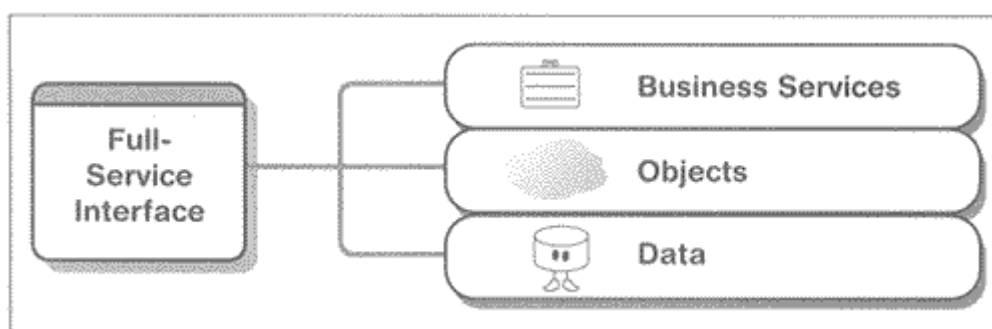 Full-
Service
Interface
Business Services
Objects
Data